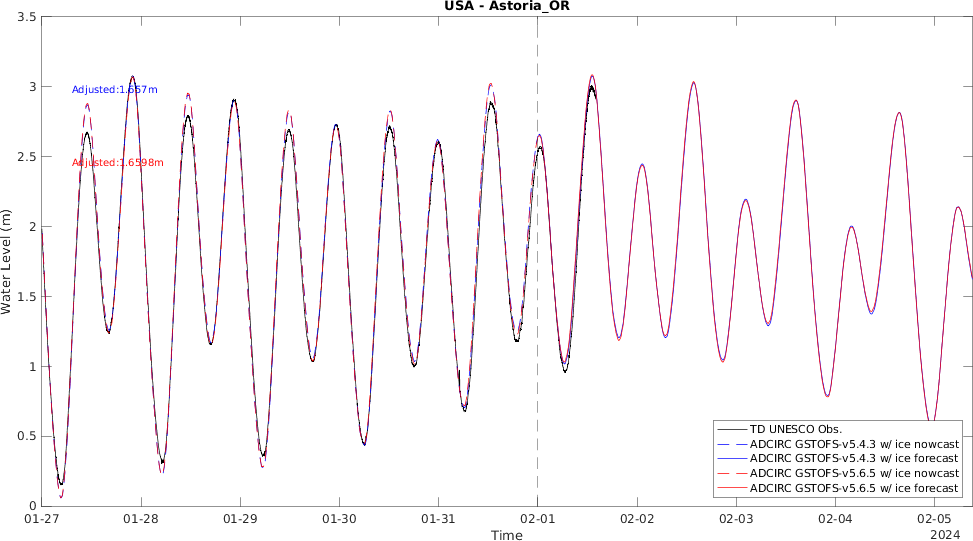 USA - Astoria_OR
3.5
3
2.5
2
1.5
1
0.5
0
Water Level (m)
Adjusted:1.657m
Adjusted:1.6598m
TD UNESCO Obs.
ADCIRC GSTOFS-v5.4.3 w/ ice nowcast
ADCIRC GSTOFS-v5.4.3 w/ ice forecast
ADCIRC GSTOFS-v5.6.5 w/ ice nowcast
ADCIRC GSTOFS-v5.6.5 w/ ice forecast
01-27 01-28 01-29 01-30 01-31 02-01 02-02 02-03 02-04 02-05
Time
2024